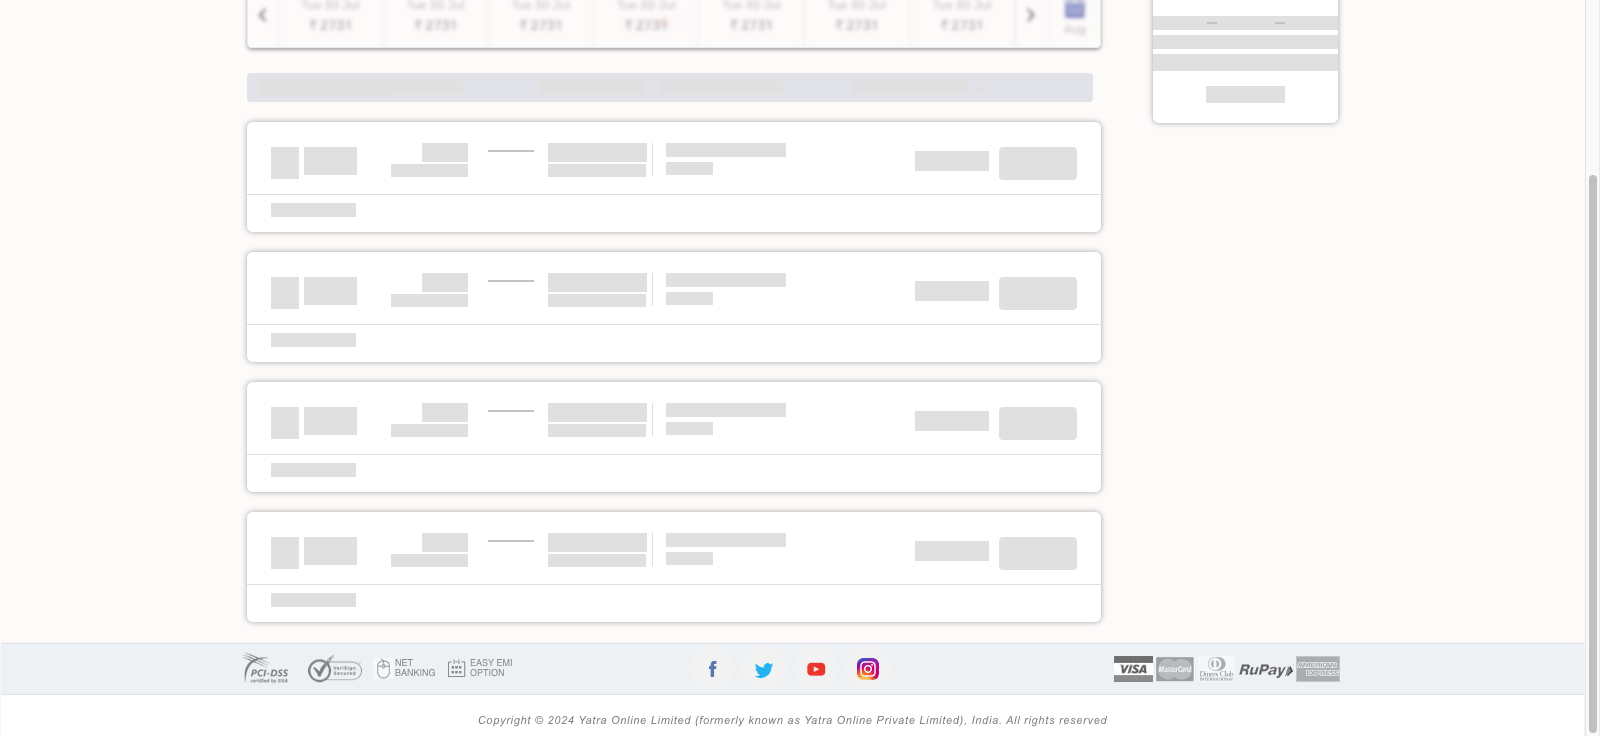 Tue 30 Jul Tue 30 Jul Tue 30 Jul Tue 30 Jul Tue 30 Jul Tue 30 Jul Tue 30 Jul
₹ 2731 ₹ 2731 ₹ 2731 ₹ 2731 ₹ 2731 ₹ 2731 ₹ 2731
Aug
PCI-DSS
certified by SISA
VeriSign
Secured
NET
BANKING
EASY EMI
OPTION
VISA
MasterCard
Diners Club
INTERNATIONAL
RuPay
AMERICAN
EXPRESS
Copyright © 2024 Yatra Online Limited (formerly known as Yatra Online Private Limited), India. All rights reserved